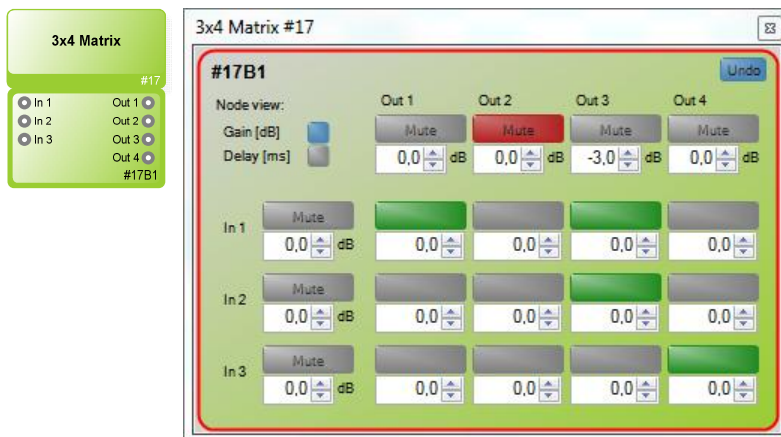 3x4 Matrix
#17
In 1 Out 1
In 2 Out 2
In 3 Out 3
Out 4
#17B1
3x4 Matrix #17
#17B1 Undo
Node view: Out 1 Out 2 Out 3 Out 4
Gain [dB] Mute Mute Mute Mute
Delay [ms] 0,0 dB 0,0 dB -3,0 dB 0,0 dB
Mute
In 1
0,0 dB 0,0 0,0 0,0 0,0
Mute
In 2
0,0 dB 0,0 0,0 0,0 0,0
Mute
In 3
0,0 dB 0,0 0,0 0,0 0,0